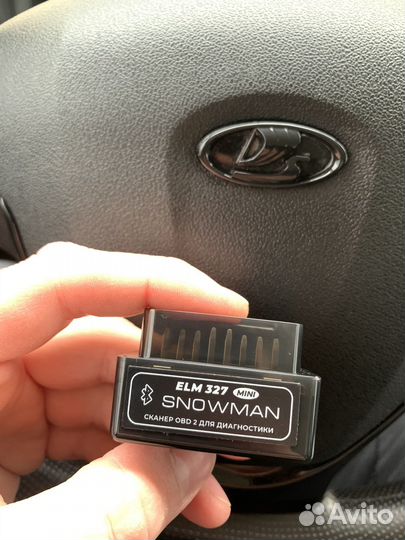 ELM 327 MINI
SNOWMAN
СКАНЕР OBD 2 ДЛЯ ДИАГНОСТИКИ
Avito